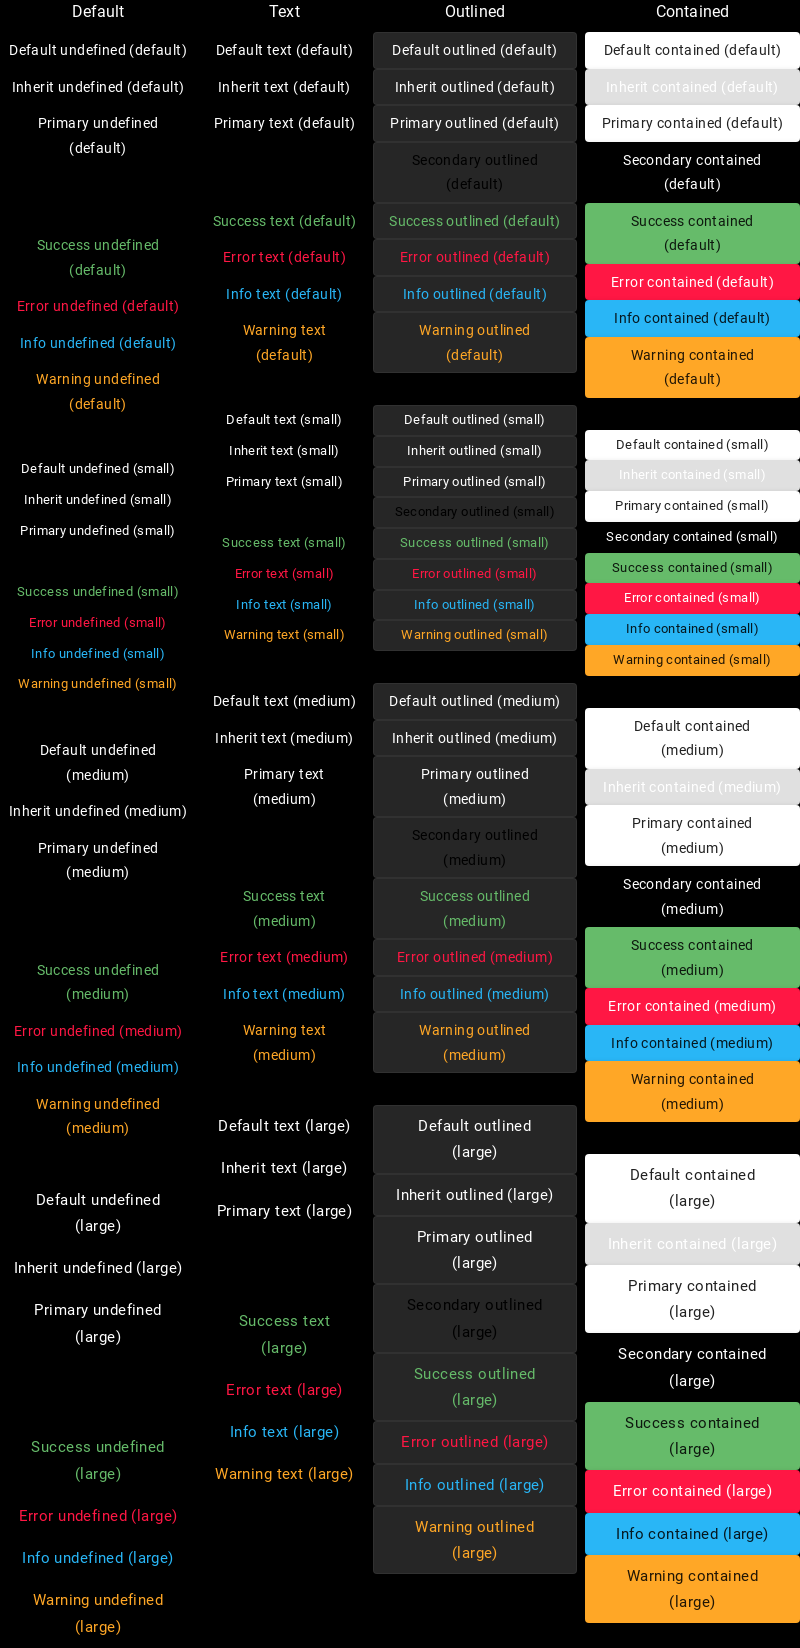 Default
Default undefined (default)
Inherit undefined (default)
Primary undefined
(default)
Success undefined
(default)
Error undefined (default)
Info undefined (default)
Warning undefined
(default)
Default undefined (small)
Inherit undefined (small)
Primary undefined (small)
Success undefined (small)
Error undefined (small)
Info undefined (small)
Warning undefined (small)
Default undefined
(medium)
Inherit undefined (medium)
Primary undefined
(medium)
Success undefined
(medium)
Error undefined (medium)
Info undefined (medium)
Warning undefined
(medium)
Default undefined
(large)
Inherit undefined (large)
Primary undefined
(large)
Success undefined
(large)
Error undefined (large)
Info undefined (large)
Warning undefined
(large)
Text
Default text (default)
Inherit text (default)
Primary text (default)
Success text (default)
Error text (default)
Info text (default)
Warning text
(default)
Default text (small)
Inherit text (small)
Primary text (small)
Success text (small)
Error text (small)
Info text (small)
Warning text (small)
Default text (medium)
Inherit text (medium)
Primary text
(medium)
Success text
(medium)
Error text (medium)
Info text (medium)
Warning text
(medium)
Default text (large)
Inherit text (large)
Primary text (large)
Success text
(large)
Error text (large)
Info text (large)
Warning text (large)
Outlined
Default outlined (default)
Inherit outlined (default)
Primary outlined (default)
Secondary outlined
(default)
Success outlined (default)
Error outlined (default)
Info outlined (default)
Warning outlined
(default)
Default outlined (small)
Inherit outlined (small)
Primary outlined (small)
Secondary outlined (small)
Success outlined (small)
Error outlined (small)
Info outlined (small)
Warning outlined (small)
Default outlined (medium)
Inherit outlined (medium)
Primary outlined
(medium)
Secondary outlined
(medium)
Success outlined
(medium)
Error outlined (medium)
Info outlined (medium)
Warning outlined
(medium)
Default outlined
(large)
Inherit outlined (large)
Primary outlined
(large)
Secondary outlined
(large)
Success outlined
(large)
Error outlined (large)
Info outlined (large)
Warning outlined
(large)
Contained
Default contained (default)
Inherit contained (default)
Primary contained (default)
Secondary contained
(default)
Success contained
(default)
Error contained (default)
Info contained (default)
Warning contained
(default)
Default contained (small)
Inherit contained (small)
Primary contained (small)
Secondary contained (small)
Success contained (small)
Error contained (small)
Info contained (small)
Warning contained (small)
Default contained
(medium)
Inherit contained (medium)
Primary contained
(medium)
Secondary contained
(medium)
Success contained
(medium)
Error contained (medium)
Info contained (medium)
Warning contained
(medium)
Default contained
(large)
Inherit contained (large)
Primary contained
(large)
Secondary contained
(large)
Success contained
(large)
Error contained (large)
Info contained (large)
Warning contained
(large)